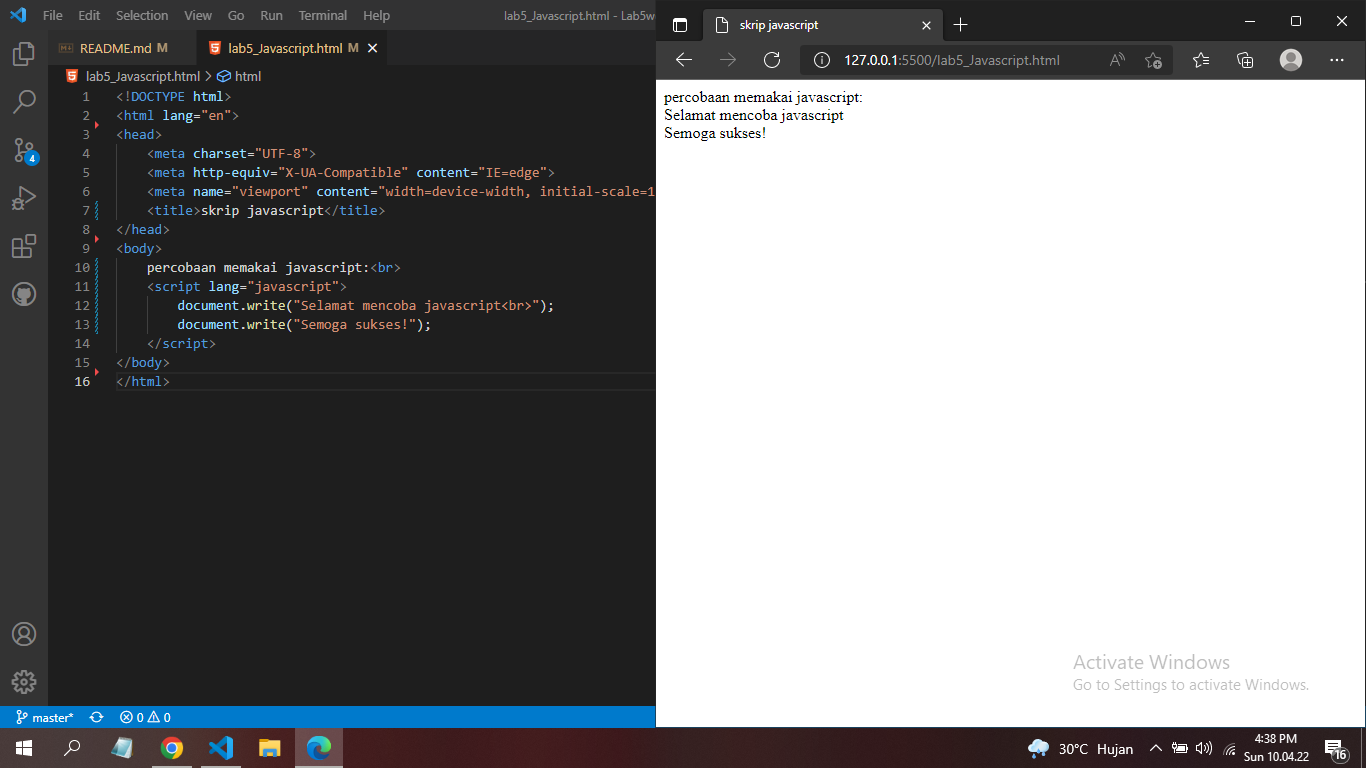 File Edit Selection View Go Run Terminal Help lab5_Javascript.html - Lab5w
README.md M lab5_Javascript.html M
lab5_Javascript.html > html
1 <!DOCTYPE html>
2 <html lang="en">
3 <head>
4 <meta charset="UTF-8">
5 <meta http-equiv="X-UA-Compatible" content="IE=edge">
6 <meta name="viewport" content="width=device-width, initial-scale=1
7 <title>skrip javascript</title>
8 </head>
9 <body>
10 percobaan memakai javascript:<br>
11 <script lang="javascript">
12 document.write("Selamat mencoba javascript<br>");
13 document.write("Semoga sukses!");
14 </script>
15 </body>
16 </html>
4
master* 0 0
skrip javascript
127.0.0.1:5500/lab5_Javascript.html
percobaan memakai javascript:
Selamat mencoba javascript
Semoga sukses!
Activate Windows
Go to Settings to activate Windows.
30°C Hujan
4:38 PM
Sun 10.04.22
16